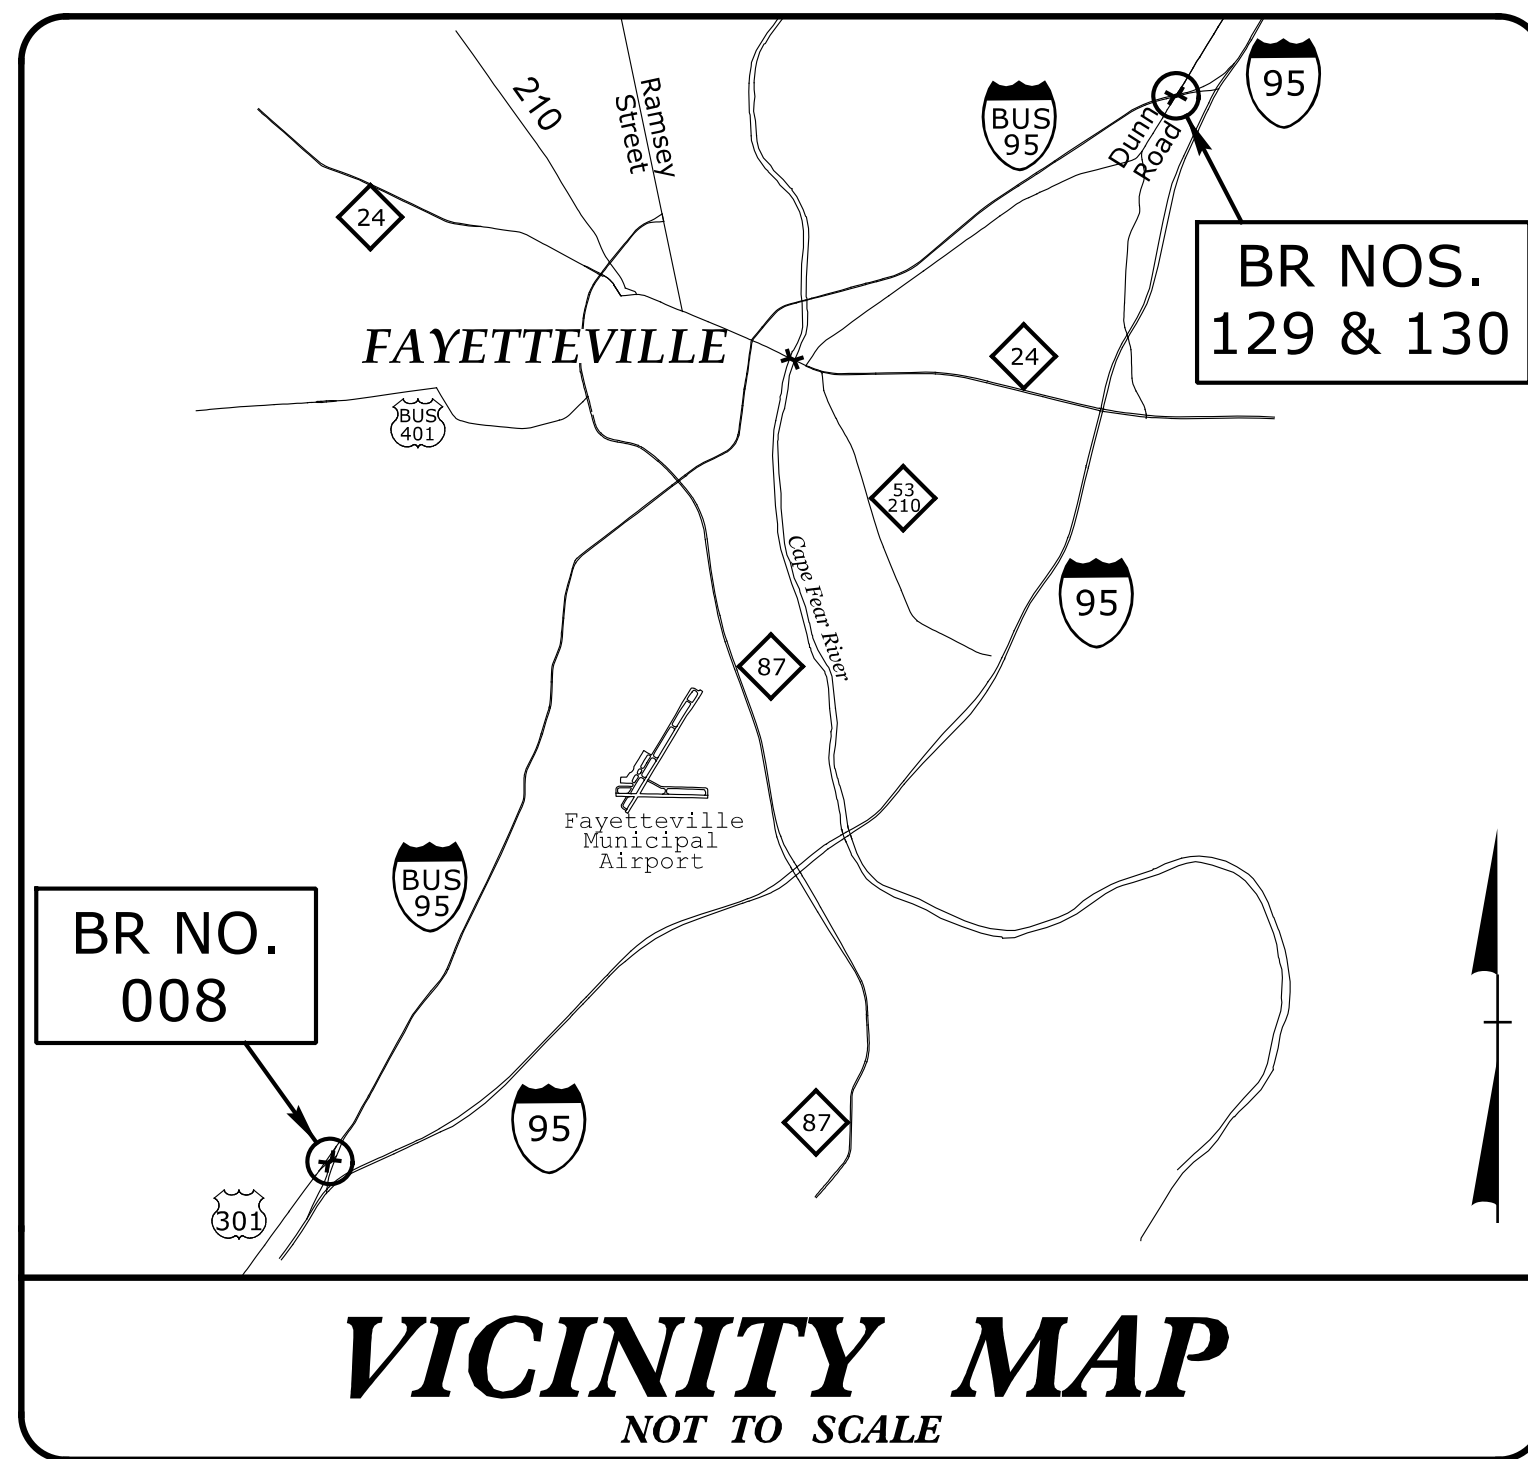 210
Ramsey
Street
BUS
95
95
Dunn
Road
24
BR NOS.
129 & 130
FAYETTEVILLE
24
BUS
401
53
210
Cape Fear River
95
87
Fayetteville
Municipal
Airport
BUS
95
BR NO.
008
95
87
301
VICINITY MAP
NOT TO SCALE